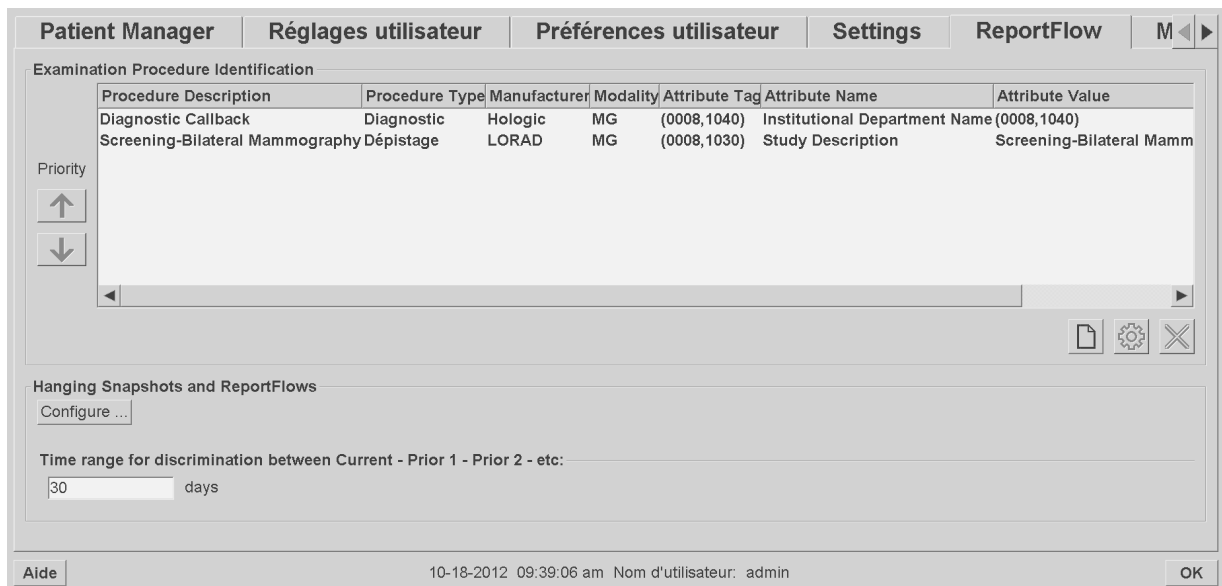 Patient Manager Réglages utilisateur Préférences utilisateur Settings ReportFlow M
Examination Procedure Identification
Procedure Description Procedure Type Manufacturer Modality Attribute Tag Attribute Name Attribute Value
Diagnostic Callback Diagnostic Hologic MG (0008,1040) Institutional Department Name (0008,1040)
Screening-Bilateral Mammography Dépistage LORAD MG (0008,1030) Study Description Screening-Bilateral Mamm
Priority
Hanging Snapshots and ReportFlows
Configure ...
Time range for discrimination between Current - Prior 1 - Prior 2 - etc:
30 days
Aide 10-18-2012 09:39:06 am Nom d'utilisateur: admin OK